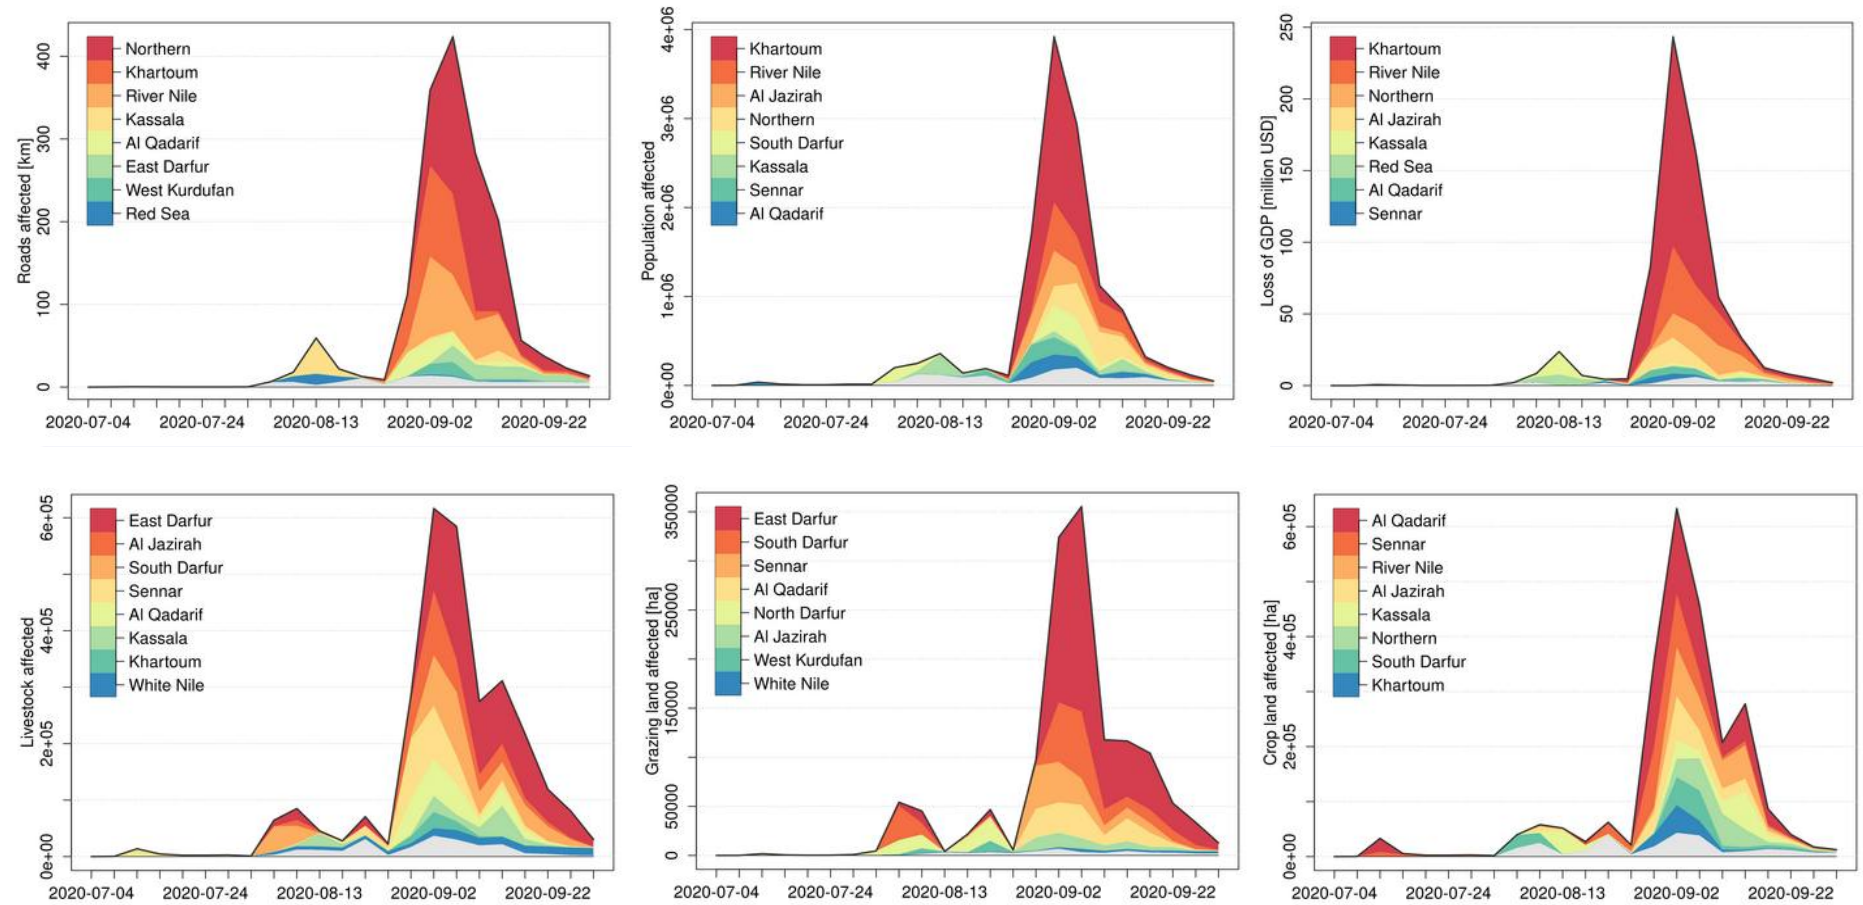 Roads affected [km]
400
300
200
100
0
Northern
Khartoum
River Nile
Kassala
Al Qadarif
East Darfur
West Kurdufan
Red Sea
2020-07-04 2020-07-24 2020-08-13 2020-09-02 2020-09-22
Population affected
4e+06
3e+06
2e+06
1e+06
0e+00
Khartoum
River Nile
Al Jazirah
Northern
South Darfur
Kassala
Sennar
Al Qadarif
2020-07-04 2020-07-24 2020-08-13 2020-09-02 2020-09-22
Loss of GDP [million USD]
250
200
150
100
50
0
Khartoum
River Nile
Northern
Al Jazirah
Kassala
Red Sea
Al Qadarif
Sennar
2020-07-04 2020-07-24 2020-08-13 2020-09-02 2020-09-22
Livestock affected
6e+05
4e+05
2e+05
0e+00
East Darfur
Al Jazirah
South Darfur
Sennar
Al Qadarif
Kassala
Khartoum
White Nile
2020-07-04 2020-07-24 2020-08-13 2020-09-02 2020-09-22
Grazing land affected [ha]
350000
250000
150000
50000
0
East Darfur
South Darfur
Sennar
Al Qadarif
North Darfur
Al Jazirah
West Kurdufan
White Nile
2020-07-04 2020-07-24 2020-08-13 2020-09-02 2020-09-22
Crop land affected [ha]
6e+05
4e+05
2e+05
0e+00
Al Qadarif
Sennar
River Nile
Al Jazirah
Kassala
Northern
South Darfur
Khartoum
2020-07-04 2020-07-24 2020-08-13 2020-09-02 2020-09-22